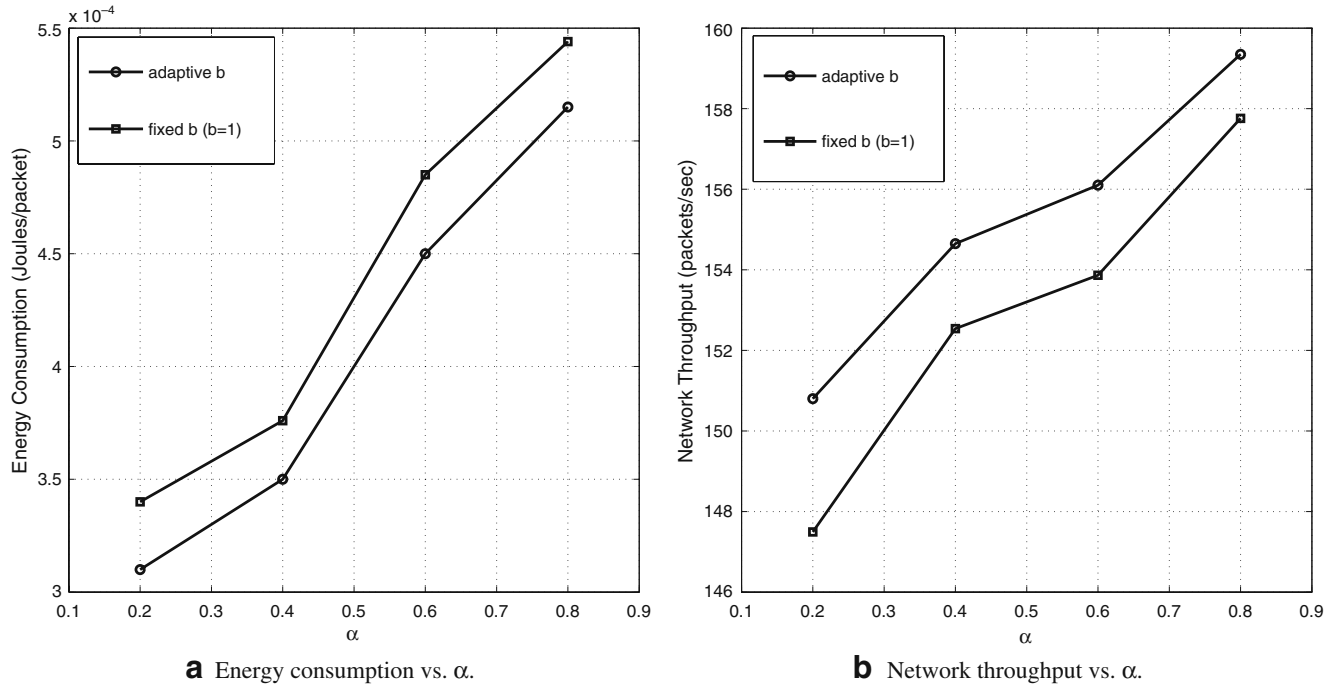 x 10⁻⁴
5.5
5
4.5
4
3.5
3
Energy Consumption (Joules/packet)
adaptive b
fixed b (b=1)
0.1 0.2 0.3 0.4 0.5 0.6 0.7 0.8 0.9
α
a Energy consumption vs. α.
160
158
156
154
152
150
148
146
Network Throughput (packets/sec)
adaptive b
fixed b (b=1)
0.1 0.2 0.3 0.4 0.5 0.6 0.7 0.8 0.9
α
b Network throughput vs. α.